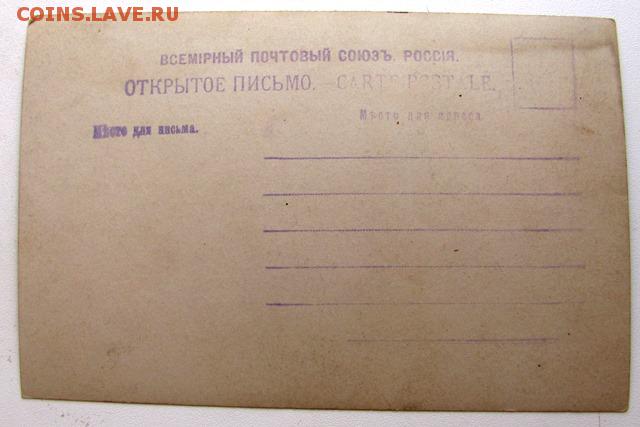 COINS.LAVE.RU
ВСЕМІРНЫЙ ПОЧТОВЫЙ СОЮЗЪ. РОССІЯ.
ОТКРЫТОЕ ПИСЬМО.—CARTE POSTALE.
Мѣсто для адреса.
Мѣсто для письма.